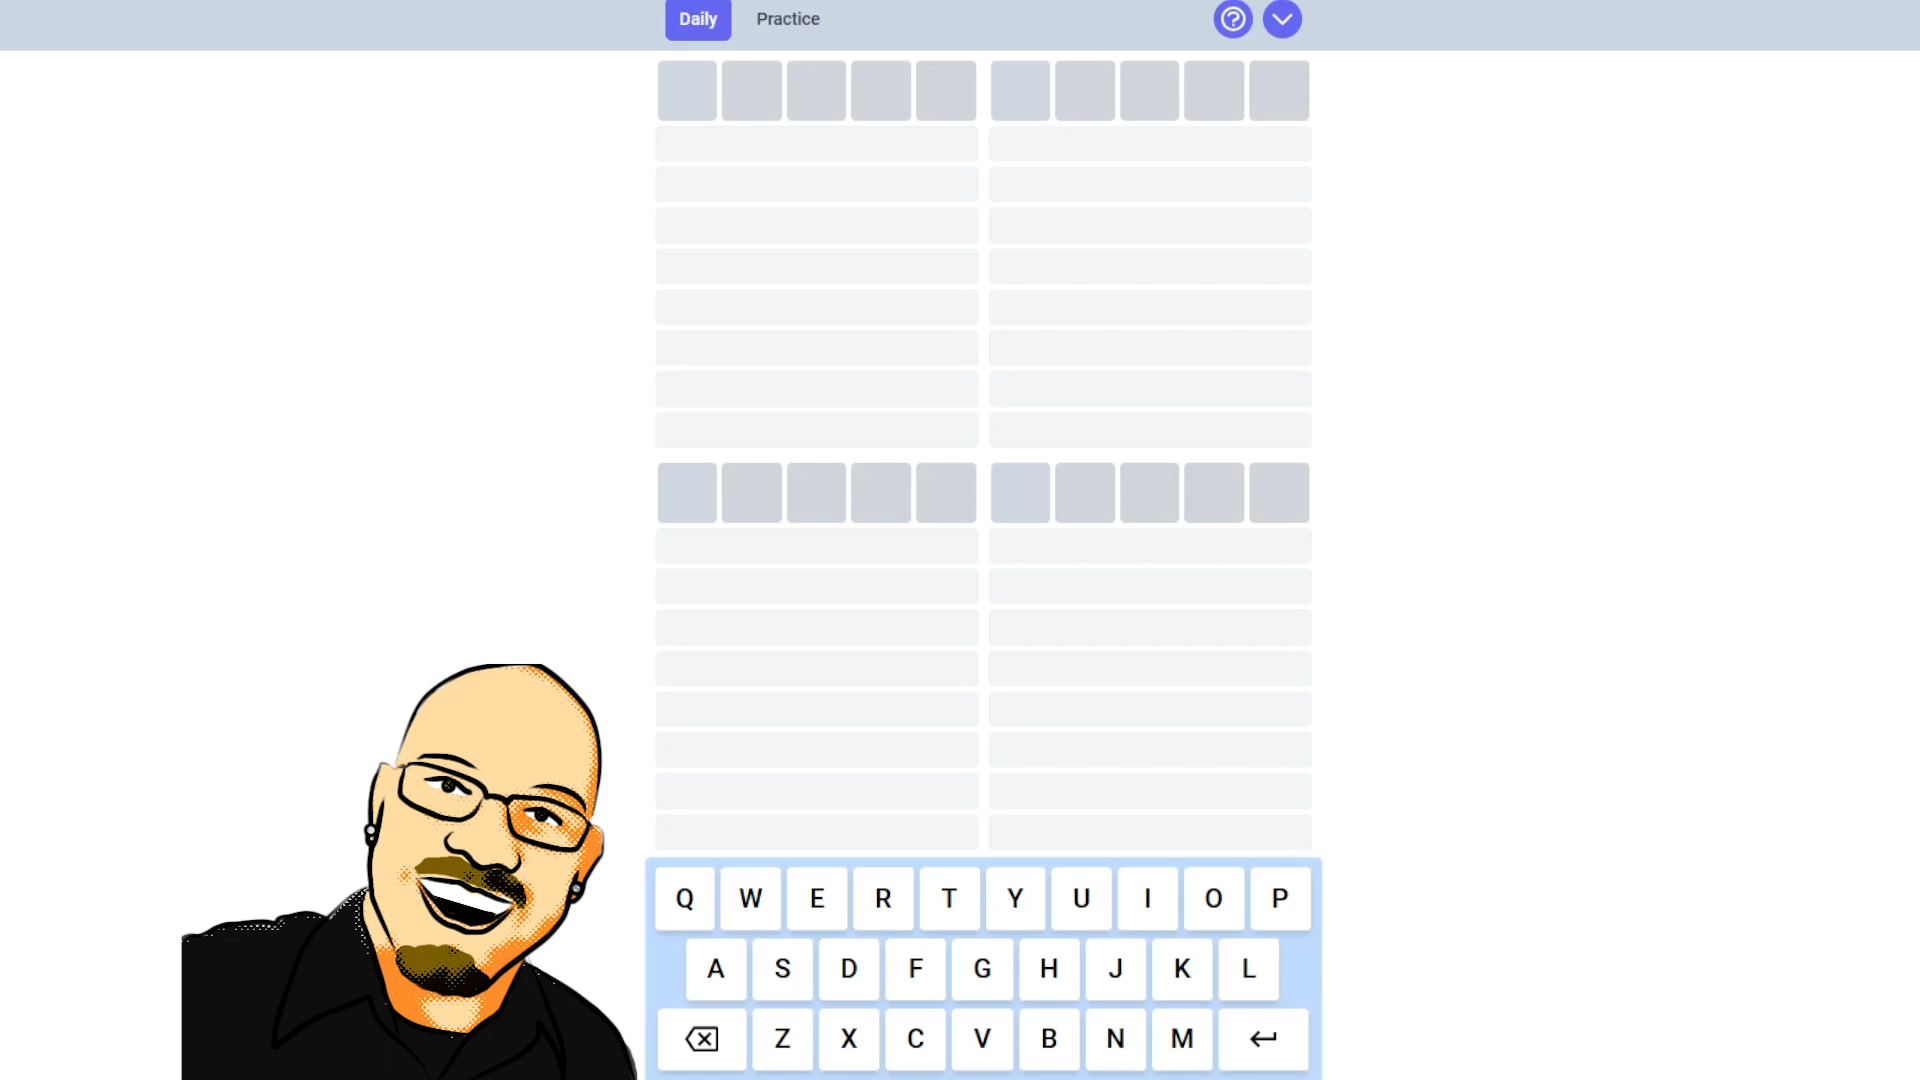 Daily Practice
Q W E R T Y U I O P
A S D F G H J K L
Z X C V B N M